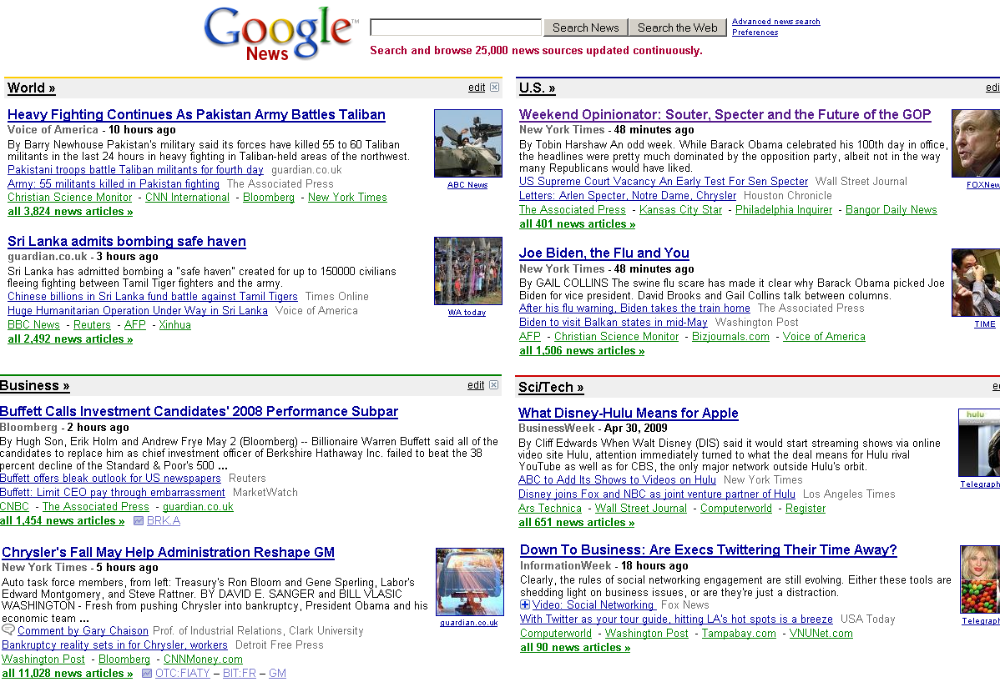 Google™
News
Search News
Search the Web
Advanced news search
Preferences
Search and browse 25,000 news sources updated continuously.
World »
edit
Heavy Fighting Continues As Pakistan Army Battles Taliban
Voice of America - 10 hours ago
By Barry Newhouse Pakistan's military said its forces have killed 55 to 60 Taliban
militants in the last 24 hours in heavy fighting in Taliban-held areas of the northwest.
Pakistani troops battle Taliban militants for fourth day guardian.co.uk
Army: 55 militants killed in Pakistan fighting The Associated Press
Christian Science Monitor - CNN International - Bloomberg - New York Times
all 3,824 news articles »
ABC News
Sri Lanka admits bombing safe haven
guardian.co.uk - 3 hours ago
Sri Lanka has admitted bombing a "safe haven" created for up to 150000 civilians
fleeing fighting between Tamil Tiger fighters and the army.
Chinese billions in Sri Lanka fund battle against Tamil Tigers Times Online
Huge Humanitarian Operation Under Way in Sri Lanka Voice of America
BBC News - Reuters - AFP - Xinhua
all 2,492 news articles »
WA today
U.S. »
edi
Weekend Opinionator: Souter, Specter and the Future of the GOP
New York Times - 48 minutes ago
By Tobin Harshaw An odd week. While Barack Obama celebrated his 100th day in office,
the headlines were pretty much dominated by the opposition party, albeit not in the way
many Republicans would have liked.
US Supreme Court Vacancy An Early Test For Sen Specter Wall Street Journal
Letters: Arlen Specter, Notre Dame, Chrysler Houston Chronicle
The Associated Press - Kansas City Star - Philadelphia Inquirer - Bangor Daily News
all 401 news articles »
FOXNew
Joe Biden, the Flu and You
New York Times - 48 minutes ago
By GAIL COLLINS The swine flu scare has made it clear why Barack Obama picked Joe
Biden for vice president. David Brooks and Gail Collins talk between columns.
After his flu warning, Biden takes the train home The Associated Press
Biden to visit Balkan states in mid-May Washington Post
AFP - Christian Science Monitor - Bizjournals.com - Voice of America
all 1,506 news articles »
TIME
Business »
edit
Buffett Calls Investment Candidates' 2008 Performance Subpar
Bloomberg - 2 hours ago
By Hugh Son, Erik Holm and Andrew Frye May 2 (Bloomberg) -- Billionaire Warren Buffett said all of the
candidates to replace him as chief investment officer of Berkshire Hathaway Inc. failed to beat the 38
percent decline of the Standard & Poor's 500 ...
Buffett offers bleak outlook for US newspapers Reuters
Buffett: Limit CEO pay through embarrassment MarketWatch
CNBC - The Associated Press - guardian.co.uk
all 1,454 news articles » BRK.A
Chrysler's Fall May Help Administration Reshape GM
New York Times - 5 hours ago
Auto task force members, from left: Treasury's Ron Bloom and Gene Sperling, Labor's
Edward Montgomery, and Steve Rattner. BY DAVID E. SANGER and BILL VLASIC
WASHINGTON - Fresh from pushing Chrysler into bankruptcy, President Obama and his
economic team ...
Comment by Gary Chaison Prof. of Industrial Relations, Clark University
Bankruptcy reality sets in for Chrysler, workers Detroit Free Press
Washington Post - Bloomberg - CNNMoney.com
all 11,028 news articles » OTC:FIATY – BIT:FR – GM
guardian.co.uk
Sci/Tech »
e
What Disney-Hulu Means for Apple
BusinessWeek - Apr 30, 2009
By Cliff Edwards When Walt Disney (DIS) said it would start streaming shows via online
video site Hulu, attention immediately turned to what the deal means for Hulu rival
YouTube as well as for CBS, the only major network outside Hulu's orbit.
ABC to Add Its Shows to Videos on Hulu New York Times
Disney joins Fox and NBC as joint venture partner of Hulu Los Angeles Times
Ars Technica - Wall Street Journal - Computerworld - Register
all 651 news articles »
hulu
Telegraph
Down To Business: Are Execs Twittering Their Time Away?
InformationWeek - 18 hours ago
Clearly, the rules of social networking engagement are still evolving. Either these tools are
shedding light on business issues, or are they're just a distraction.
Video: Social Networking Fox News
With Twitter as your tour guide, hitting LA's hot spots is a breeze USA Today
Computerworld - Washington Post - Tampabay.com - VNUNet.com
all 90 news articles »
Telegraph